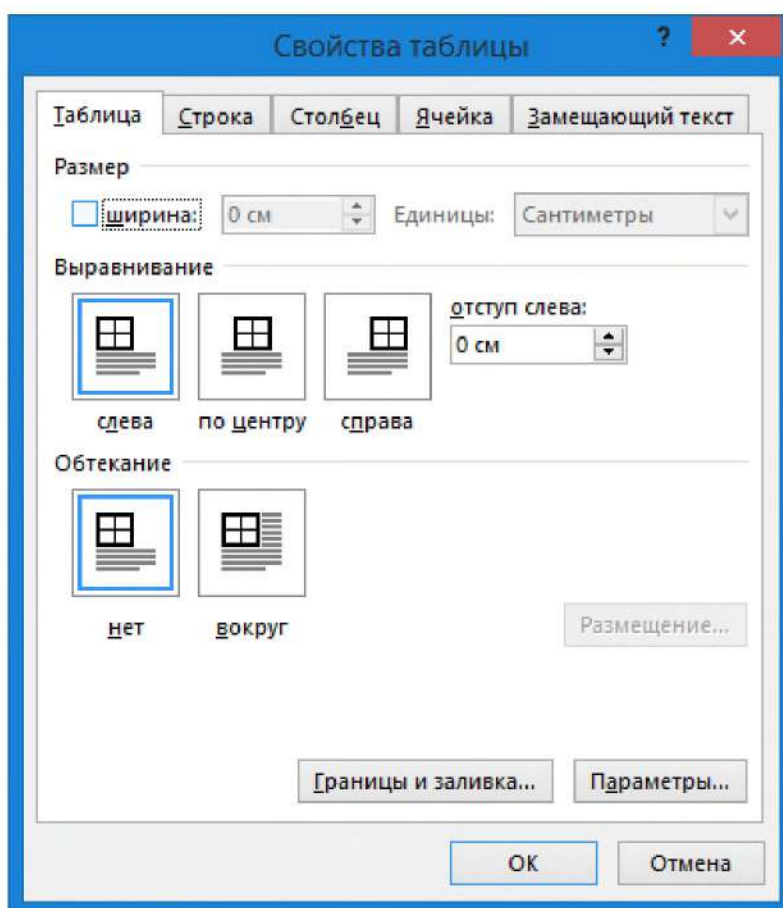 Свойства таблицы ? ×
Таблица Строка Столбец Ячейка Замещающий текст
Размер
ширина: 0 см Единицы: Сантиметры
Выравнивание
отступ слева:
0 см
слева по центру справа
Обтекание
нет вокруг
Размещение...
Границы и заливка... Параметры...
ОК Отмена